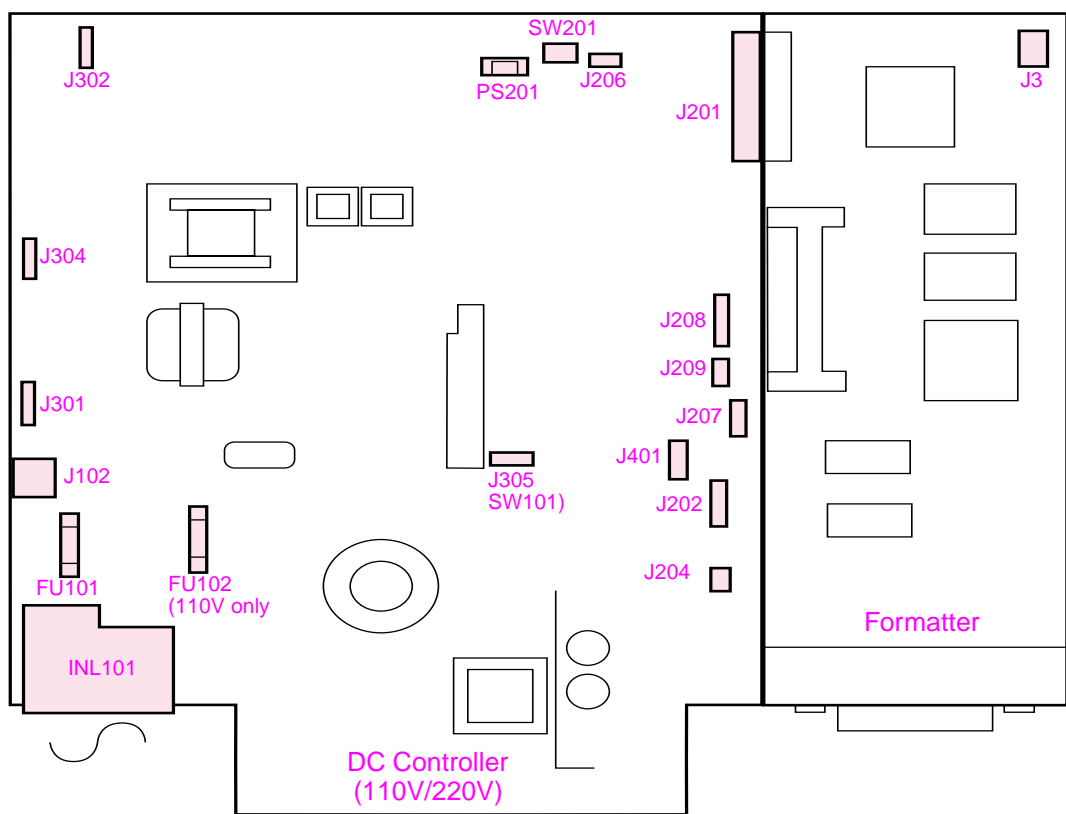 SW201
J302
PS201
J206
J3
J201
J304
J208
J209
J301
J207
J401
J102
J305
SW101)
J202
FU101
FU102
(110V only
J204
Formatter
INL101
DC Controller
(110V/220V)